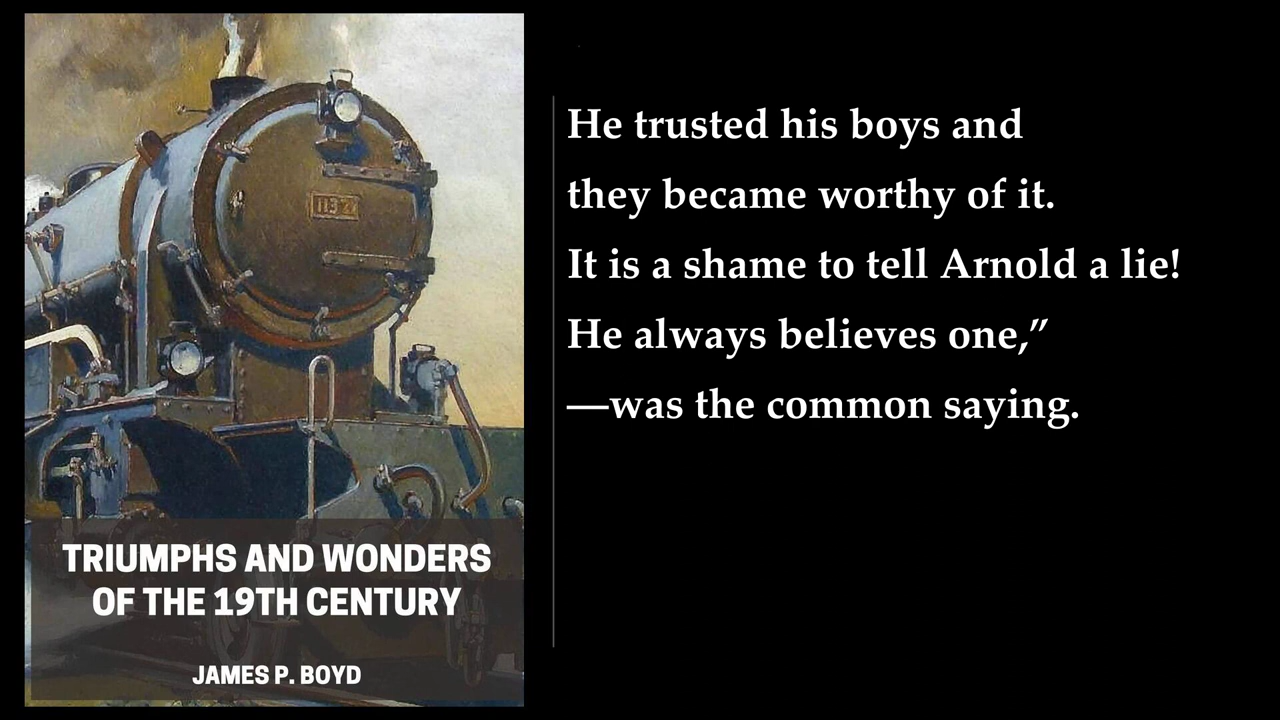 1132
TRIUMPHS AND WONDERS
OF THE 19TH CENTURY
JAMES P. BOYD
He trusted his boys and
they became worthy of it.
It is a shame to tell Arnold a lie!
He always believes one,”
—was the common saying.